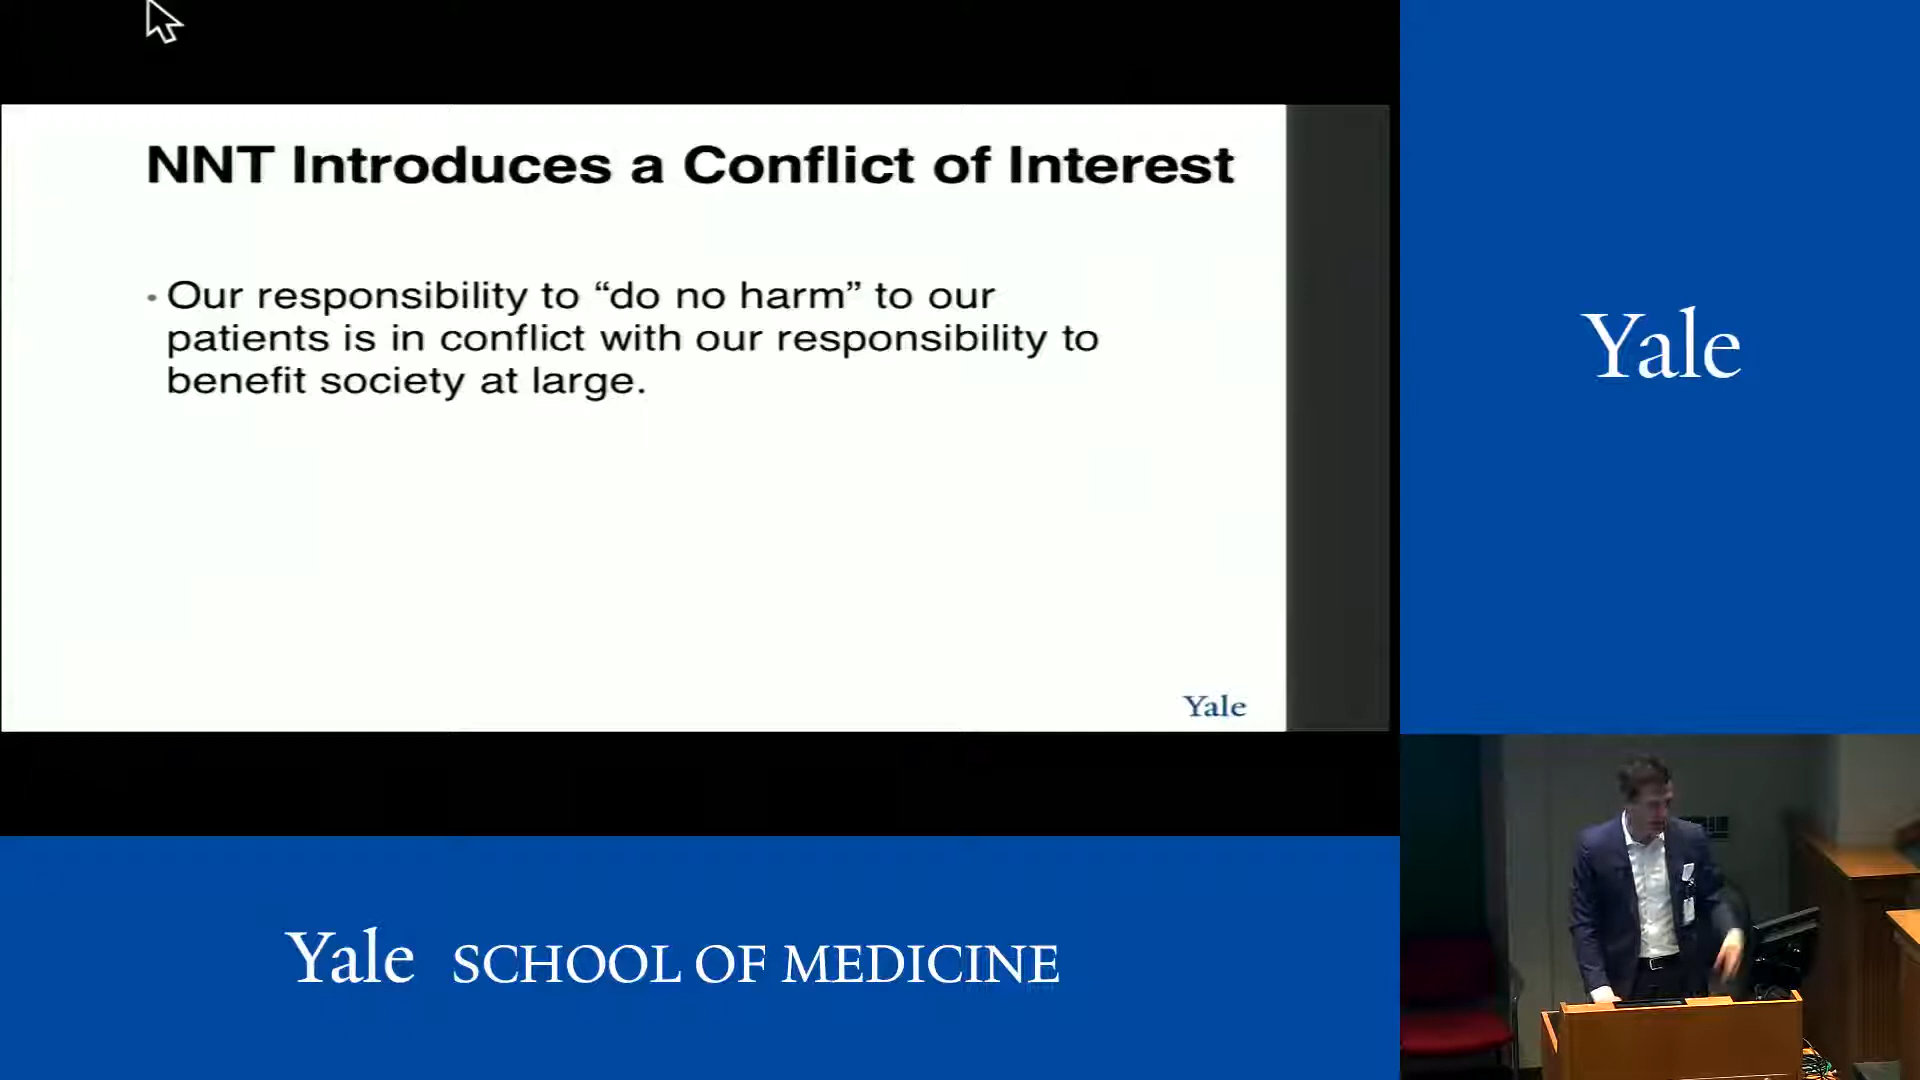 NNT Introduces a Conflict of Interest
• Our responsibility to “do no harm” to our
patients is in conflict with our responsibility to
benefit society at large.
Yale
Yale
Yale SCHOOL OF MEDICINE